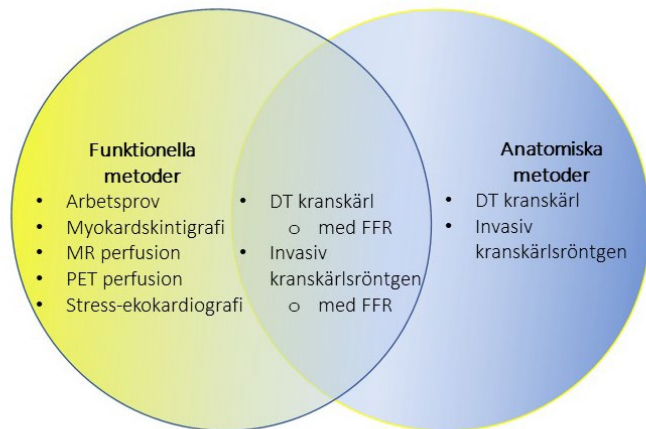 Funktionella
metoder
• Arbetsprov
• Myokardskintigrafi
• MR perfusion
• PET perfusion
• Stress-ekokardiografi
• DT kranskärl
o med FFR
• Invasiv
kranskärlsröntgen
o med FFR
Anatomiska
metoder
• DT kranskärl
• Invasiv
kranskärlsröntgen